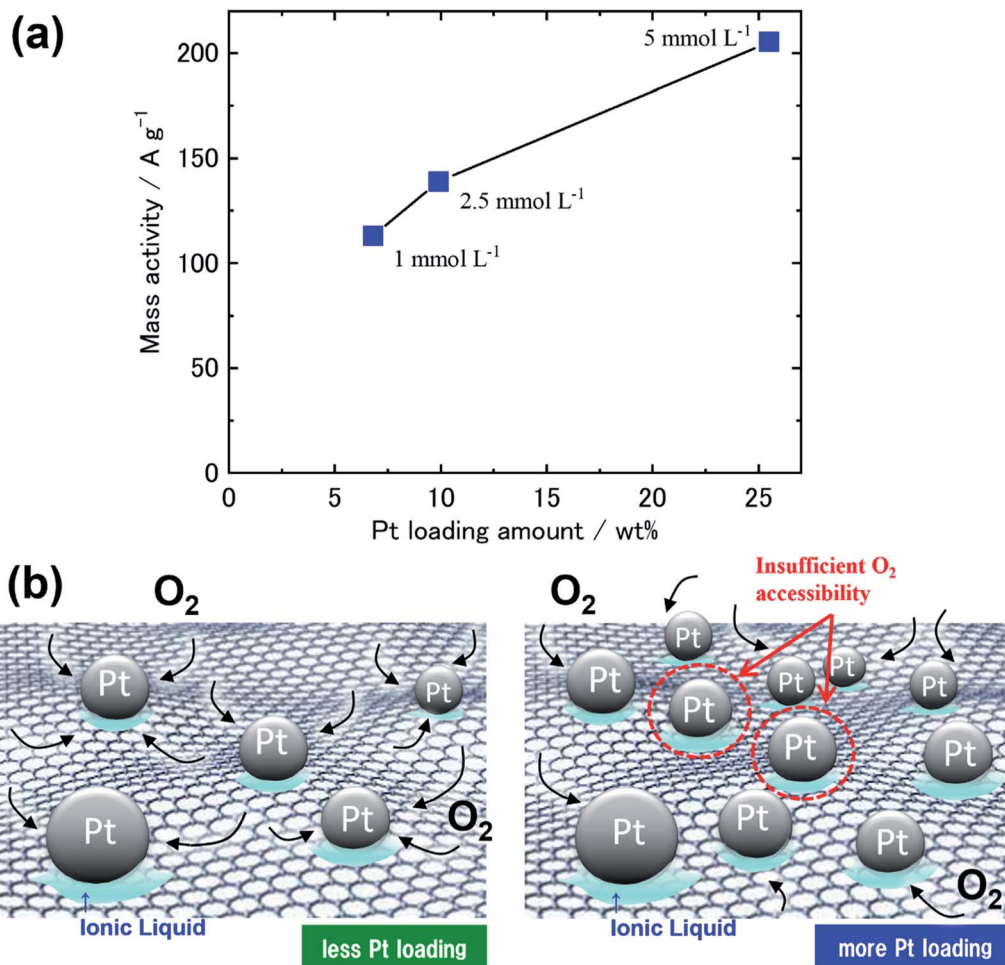 (a)
200
150
100
50
0
Mass activity / A g⁻¹
5 mmol L⁻¹
2.5 mmol L⁻¹
1 mmol L⁻¹
0 5 10 15 20 25
Pt loading amount / wt%
(b)
O₂
Pt
Pt
Pt
Pt
Pt
O₂
Ionic Liquid
less Pt loading
Insufficient O₂
accessibility
O₂
Pt
Pt
Pt
Pt
Pt
Pt
Pt
Pt
Pt
Pt
Pt
O₂
Ionic Liquid
more Pt loading